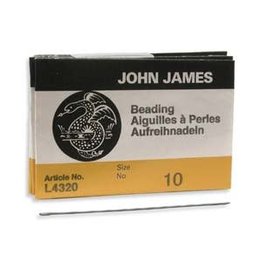 JOHN JAMES
Beading
Aiguilles à Perles
Aufreihnadeln
Article No.
L4320
Size
No
10